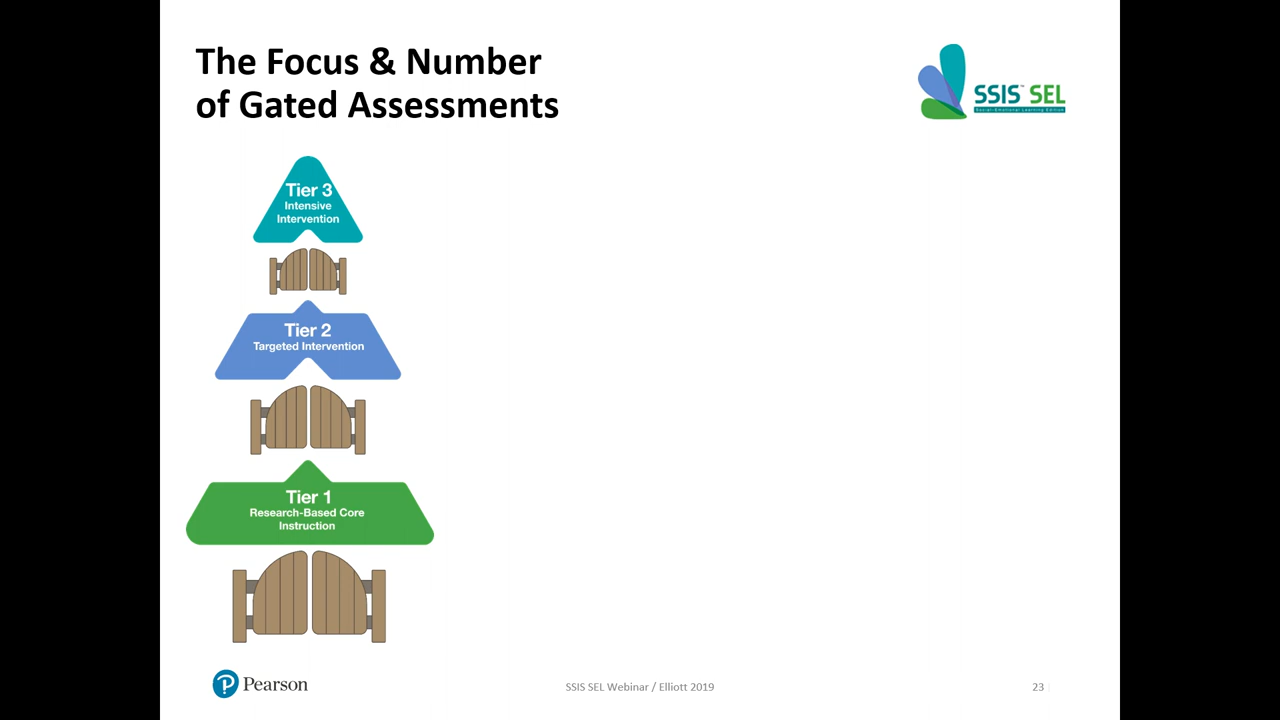 The Focus & Number
of Gated Assessments
SSIS™ SEL
Social-Emotional Learning Edition
Tier 3
Intensive
Intervention
Tier 2
Targeted Intervention
Tier 1
Research-Based Core
Instruction
P Pearson
SSIS SEL Webinar / Elliott 2019
23